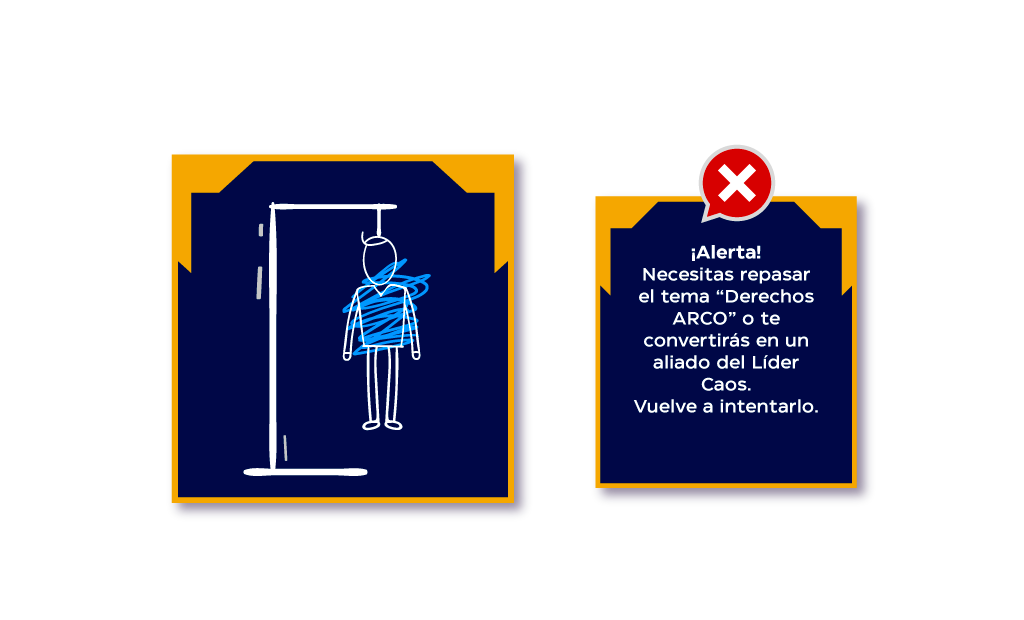 ¡Alerta!
Necesitas repasar
el tema “Derechos
ARCO” o te
convertirás en un
aliado del Líder
Caos.
Vuelve a intentarlo.